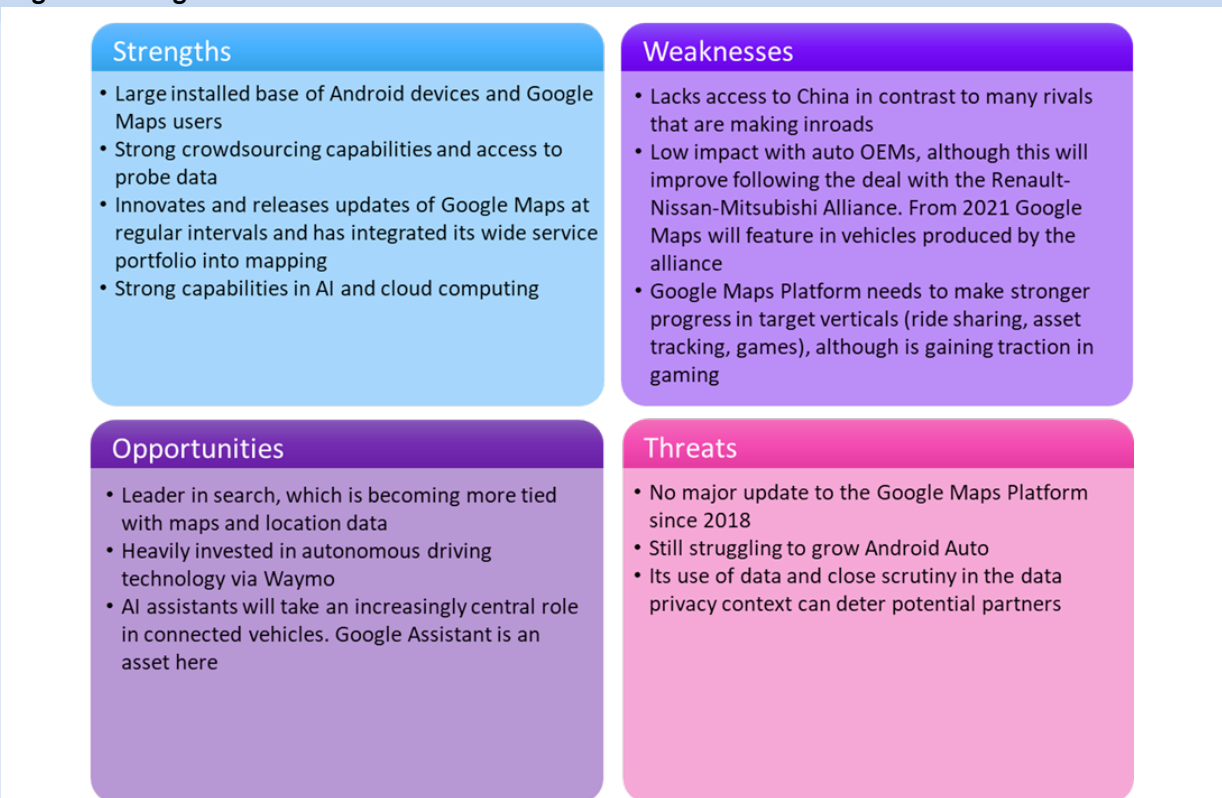 Strengths
• Large installed base of Android devices and Google
Maps users
• Strong crowdsourcing capabilities and access to
probe data
• Innovates and releases updates of Google Maps at
regular intervals and has integrated its wide service
portfolio into mapping
• Strong capabilities in AI and cloud computing
Weaknesses
• Lacks access to China in contrast to many rivals
that are making inroads
• Low impact with auto OEMs, although this will
improve following the deal with the Renault-
Nissan-Mitsubishi Alliance. From 2021 Google
Maps will feature in vehicles produced by the
alliance
• Google Maps Platform needs to make stronger
progress in target verticals (ride sharing, asset
tracking, games), although is gaining traction in
gaming
Opportunities
• Leader in search, which is becoming more tied
with maps and location data
• Heavily invested in autonomous driving
technology via Waymo
• AI assistants will take an increasingly central role
in connected vehicles. Google Assistant is an
asset here
Threats
• No major update to the Google Maps Platform
since 2018
• Still struggling to grow Android Auto
• Its use of data and close scrutiny in the data
privacy context can deter potential partners